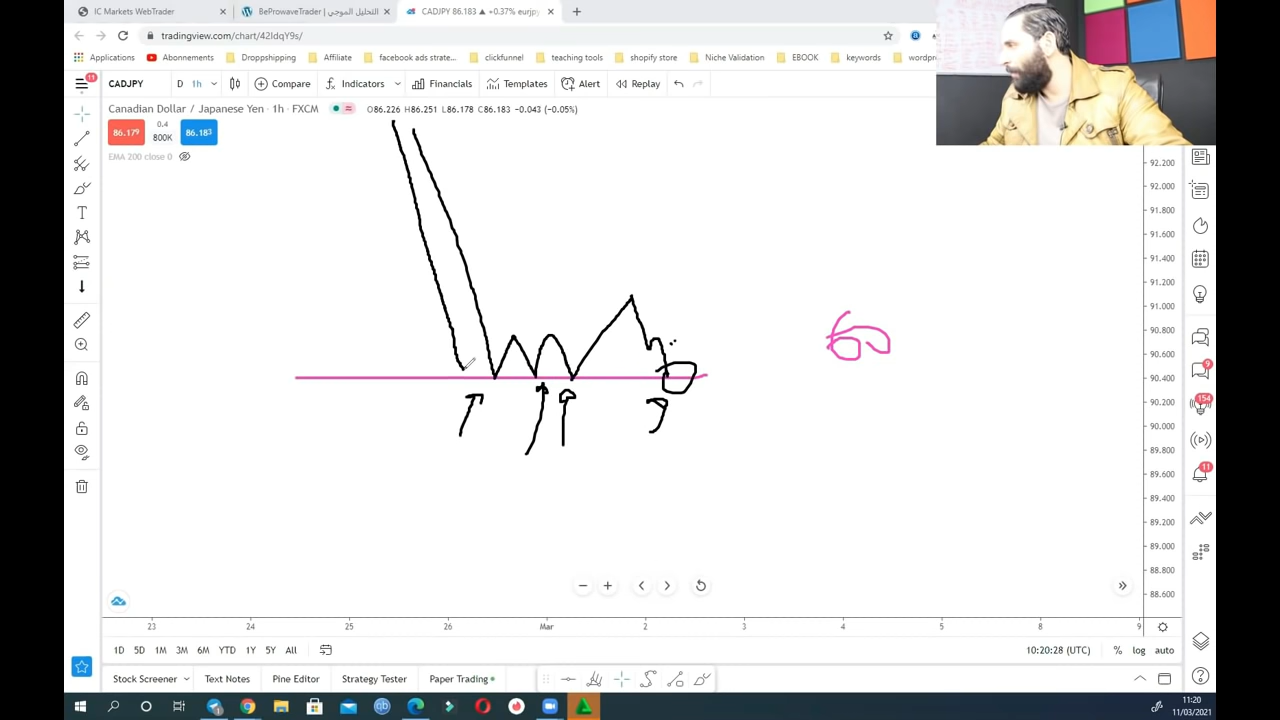 IC Markets WebTrader
BeProwaveTrader | التحليل الموجي
CADJPY 86.183 ▲ +0.37% eurjpy
tradingview.com/chart/42IdqY9s/
Applications
Abonnements
Dropshipping
Affiliate
facebook ads strate...
clickfunnel
teaching tools
shopify store
Niche Validation
EBOOK
keywords
wordpr
11
CADJPY
D
1h
Compare
Indicators
Financials
Templates
Alert
Replay
Canadian Dollar / Japanese Yen · 1h · FXCM
O86.226 H86.251 L86.178 C86.183 -0.043 (-0.05%)
86.179
0.4
800K
86.183
EMA 200 close 0
92.200
92.000
91.800
91.600
91.400
91.200
91.000
90.800
90.600
90.400
90.200
90.000
89.800
89.600
89.400
89.200
89.000
88.800
88.600
60
9
154
11
23
24
25
26
Mar
2
3
4
5
8
9
1D
5D
1M
3M
6M
YTD
1Y
5Y
All
10:20:28 (UTC)
%
log
auto
Stock Screener
Text Notes
Pine Editor
Strategy Tester
Paper Trading
11:20
11/03/2021